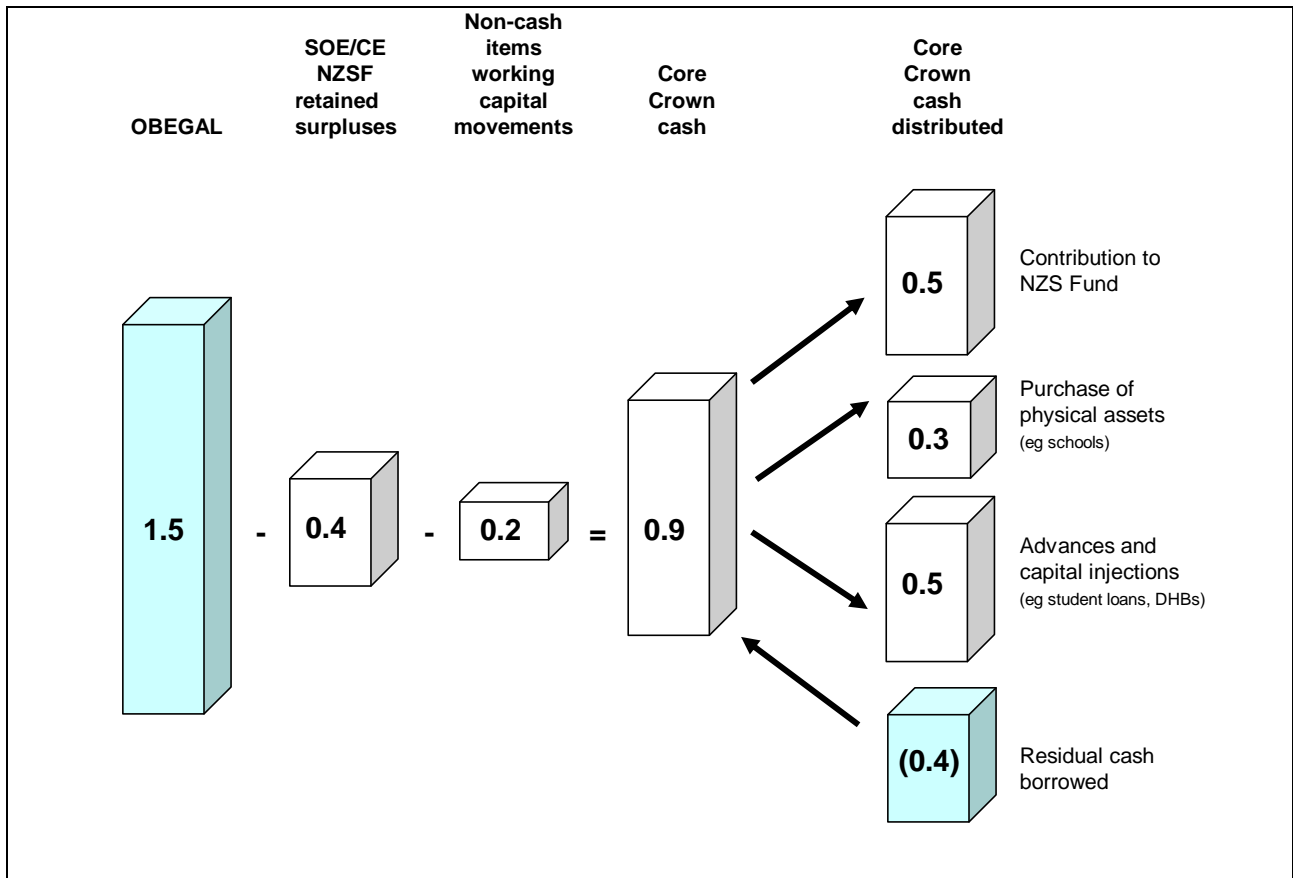 OBEGAL
SOE/CE
NZSF
retained
surpluses
Non-cash
items
working
capital
movements
Core
Crown
cash
Core
Crown
cash
distributed
1.5
-
0.4
-
0.2
=
0.9
0.5
Contribution to
NZS Fund
0.3
Purchase of
physical assets
(eg schools)
0.5
Advances and
capital injections
(eg student loans, DHBs)
(0.4)
Residual cash
borrowed